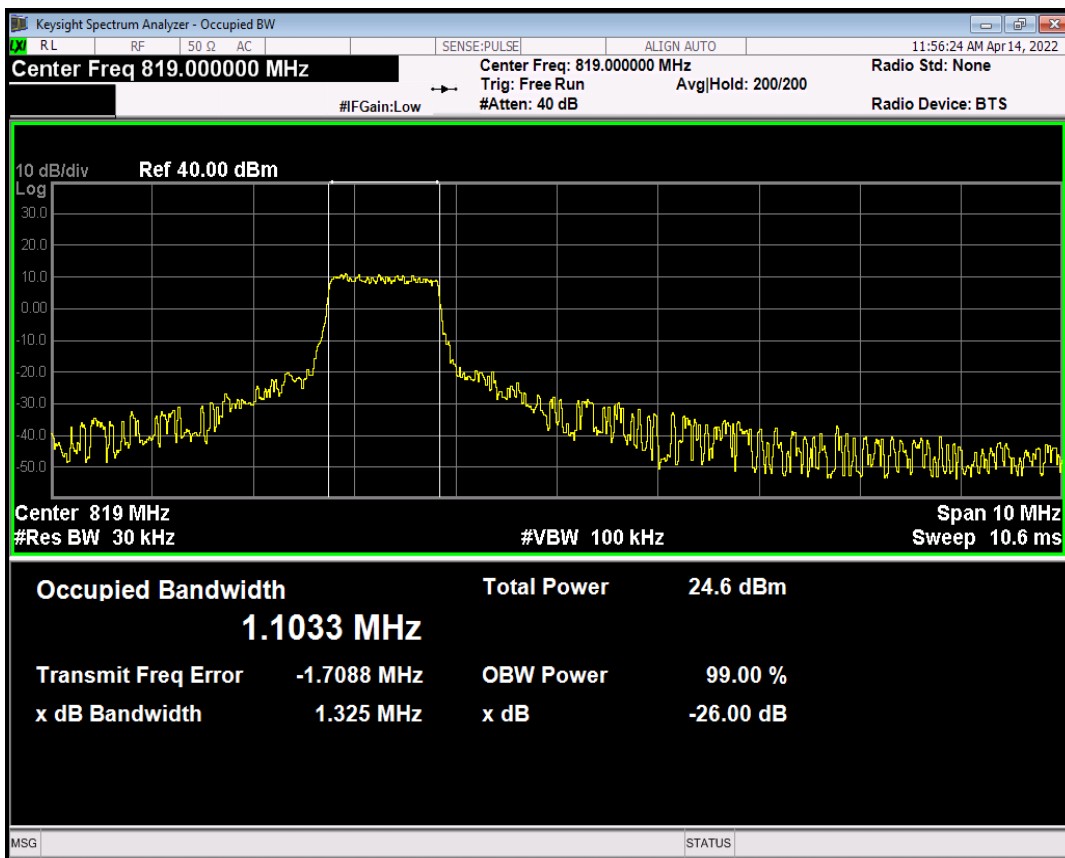 Keysight Spectrum Analyzer - Occupied BW
LXI RL RF 50 Ω AC SENSE:PULSE ALIGN AUTO 11:56:24 AM Apr 14, 2022
Center Freq 819.000000 MHz Center Freq: 819.000000 MHz Radio Std: None
Trig: Free Run Avg|Hold: 200/200
#IFGain:Low #Atten: 40 dB Radio Device: BTS
10 dB/div Ref 40.00 dBm
Log
30.0
20.0
10.0
0.00
-10.0
-20.0
-30.0
-40.0
-50.0
Center 819 MHz Span 10 MHz
#Res BW 30 kHz #VBW 100 kHz Sweep 10.6 ms
Occupied Bandwidth Total Power 24.6 dBm
1.1033 MHz
Transmit Freq Error -1.7088 MHz OBW Power 99.00 %
x dB Bandwidth 1.325 MHz x dB -26.00 dB
MSG STATUS